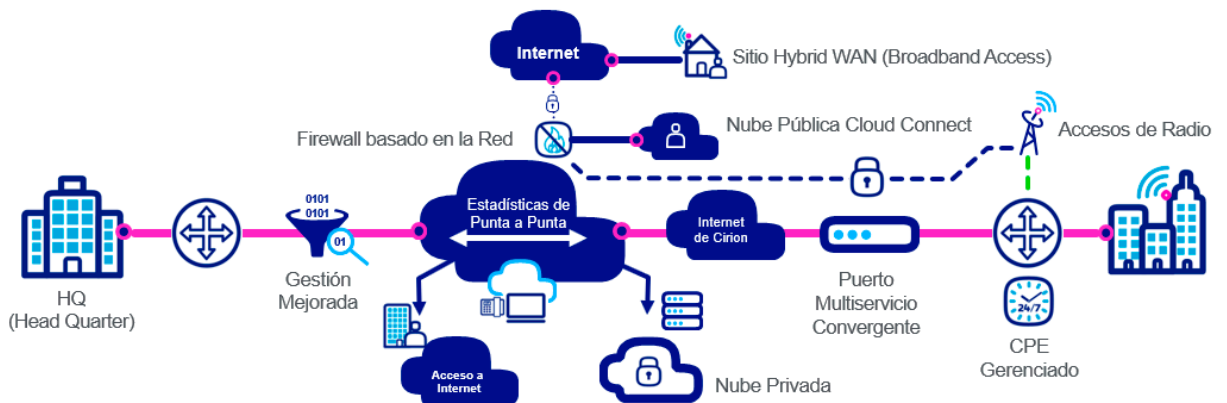 Internet
Sitio Hybrid WAN (Broadband Access)
Firewall basado en la Red
Nube Pública Cloud Connect
Accesos de Radio
0101
0101
01
Estadísticas de
Punta a Punta
Internet
de Cirion
HQ
(Head Quarter)
Gestión
Mejorada
Puerto
Multiservicio
Convergente
24/7
CPE
Gerenciado
Acceso a
Internet
Nube Privada